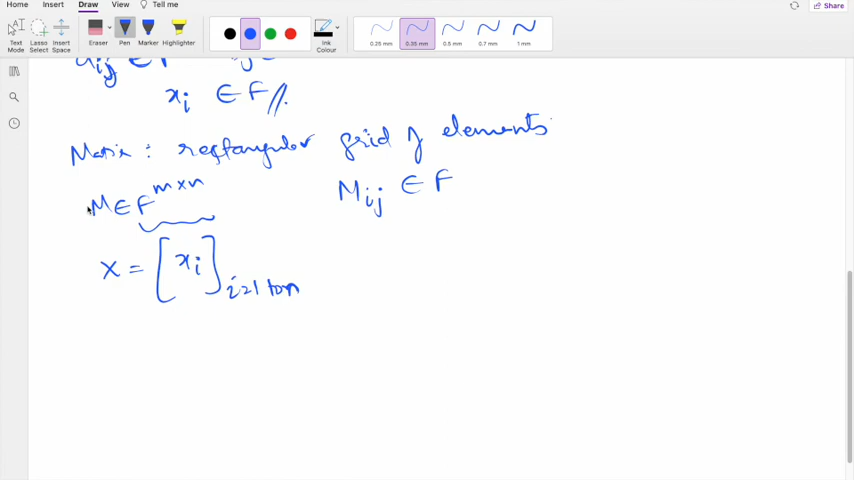 Home Insert Draw View Tell me Share
Text Mode Lasso Select Insert Space Eraser Pen Marker Highlighter Ink Colour 0.25 mm 0.35 mm 0.5 mm 0.7 mm 1 mm
xᵢ ∈ F //.
Matrix : rectangular grid of elements
M ∈ F^{m×n} M_{ij} ∈ F
X = [xᵢ] i=1 to n